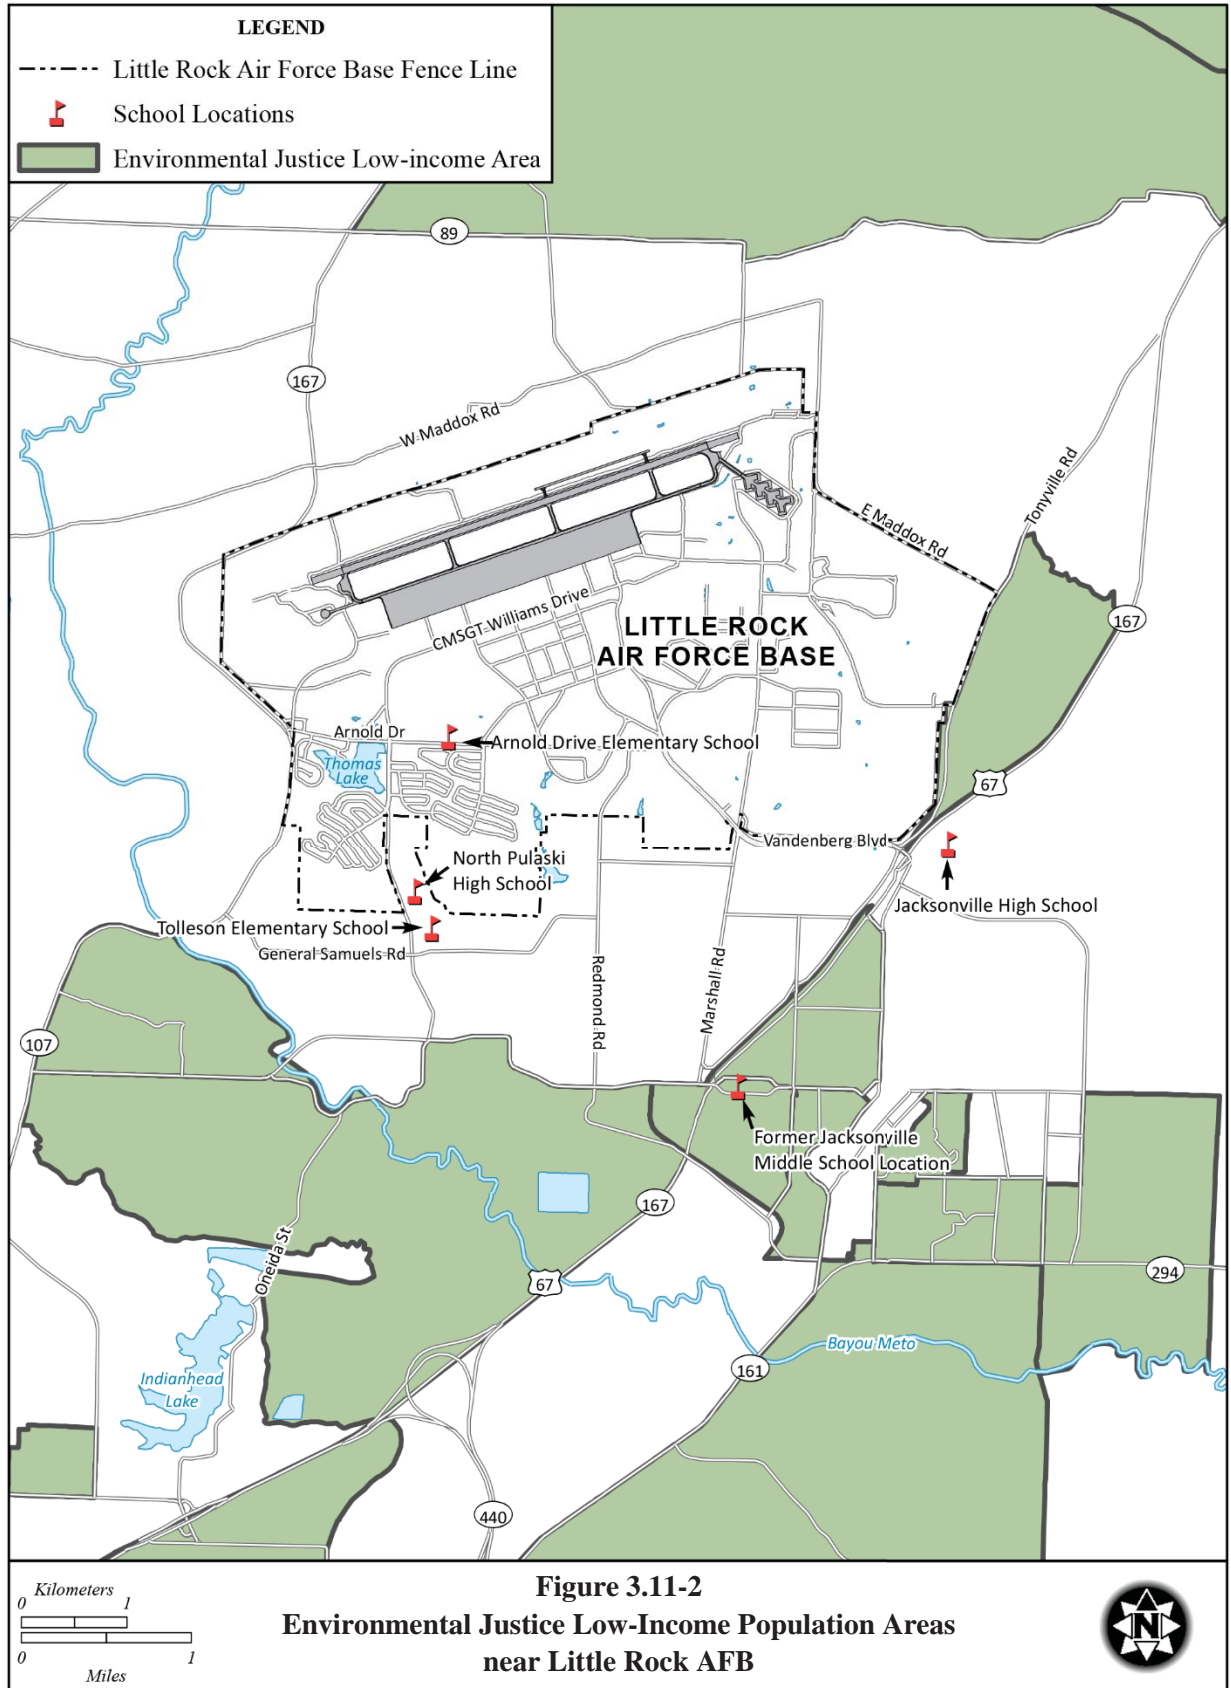 LEGEND
Little Rock Air Force Base Fence Line
School Locations
Environmental Justice Low-income Area
89
167
W Maddox Rd
Tonyville Rd
E Maddox Rd
CMSGT Williams Drive
LITTLE ROCK
AIR FORCE BASE
167
Arnold Dr
Arnold Drive Elementary School
Thomas
Lake
67
Vandenberg Blvd
North Pulaski
High School
Jacksonville High School
Tolleson Elementary School
General Samuels Rd
Redmond Rd
Marshall Rd
107
Former Jacksonville
Middle School Location
167
Oneida St
294
67
Bayou Meto
161
Indianhead
Lake
440
Kilometers
0 1
0 1
Miles
Figure 3.11-2
Environmental Justice Low-Income Population Areas
near Little Rock AFB
N